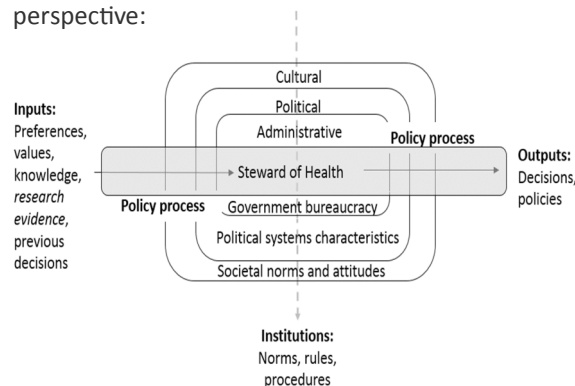 perspective:
Cultural
Political
Administrative
Inputs:
Preferences,
values,
knowledge,
research
evidence,
previous
decisions
Policy process
Steward of Health
Policy process
Outputs:
Decisions,
policies
Government bureaucracy
Political systems characteristics
Societal norms and attitudes
Institutions:
Norms, rules,
procedures